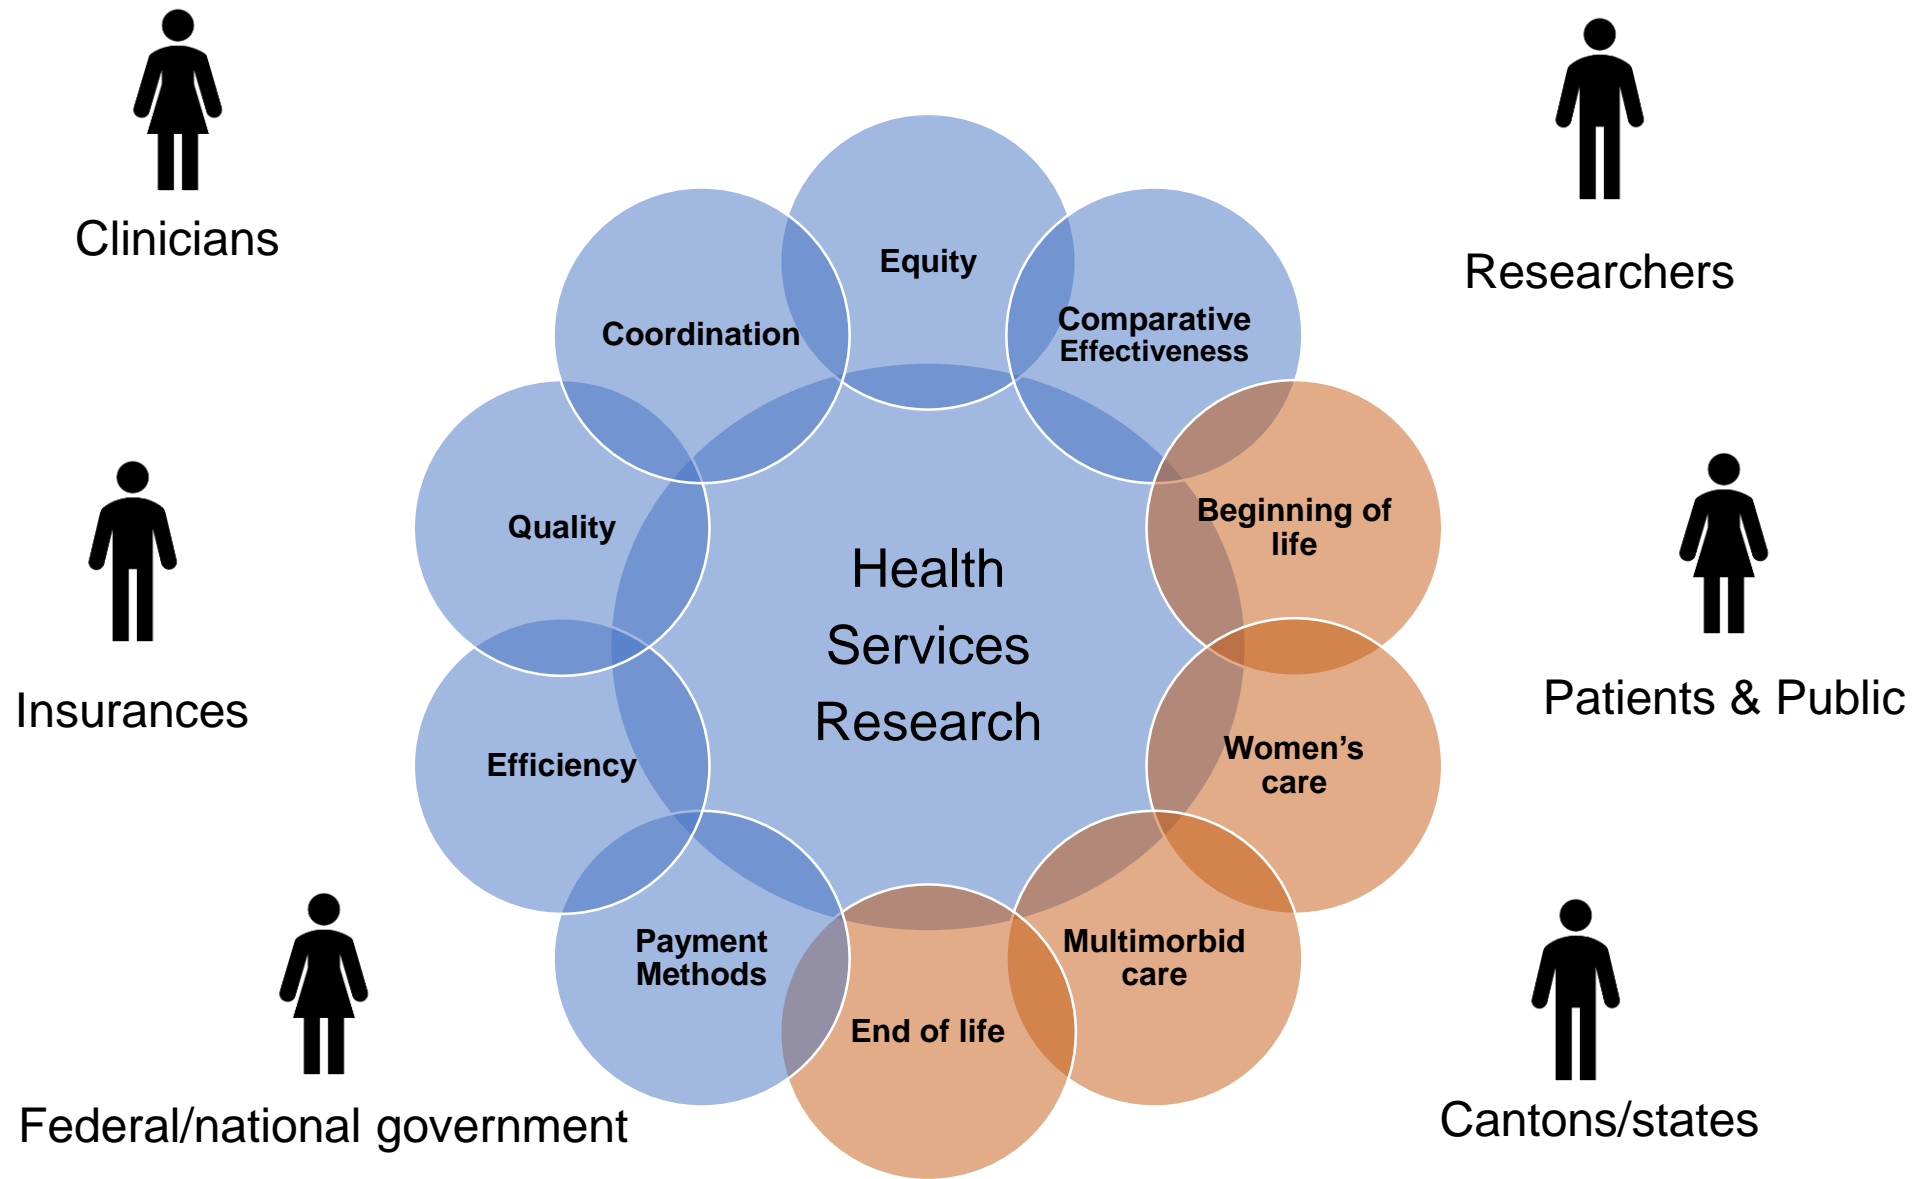 Clinicians
Researchers
Equity
Coordination
Comparative
Effectiveness
Quality
Beginning of
life
Health
Services
Research
Insurances
Patients & Public
Efficiency
Women’s
care
Payment
Methods
Multimorbid
care
End of life
Federal/national government
Cantons/states